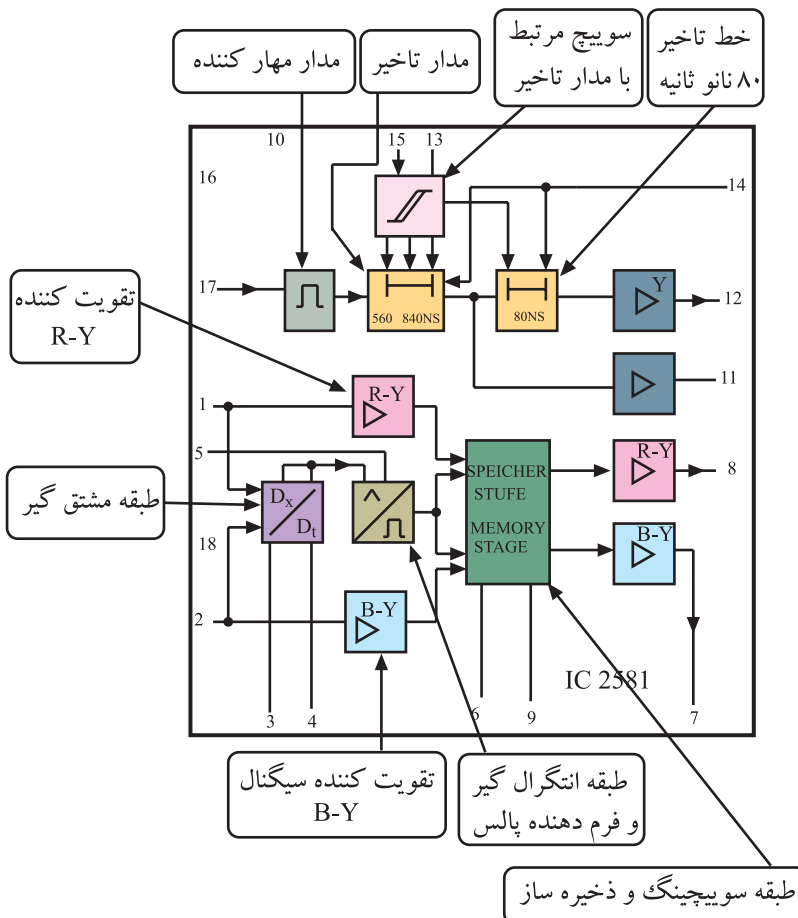 مدار مهار کننده
مدار تاخیر
سوییچ مرتبط
با مدار تاخیر
خط تاخیر
۸۰ نانو ثانیه
10
15
13
16
14
17
560 840NS
80NS
Y
12
تقویت کننده
R-Y
11
1
R-Y
5
SPEICHER
STUFE
MEMORY
STAGE
R-Y
8
طبقه مشتق گیر
Dx
Dt
18
B-Y
2
B-Y
IC 2581
3
4
6
9
7
تقویت کننده سیگنال
B-Y
طبقه انتگرال گیر
و فرم دهنده پالس
طبقه سوییچینگ و ذخیره ساز